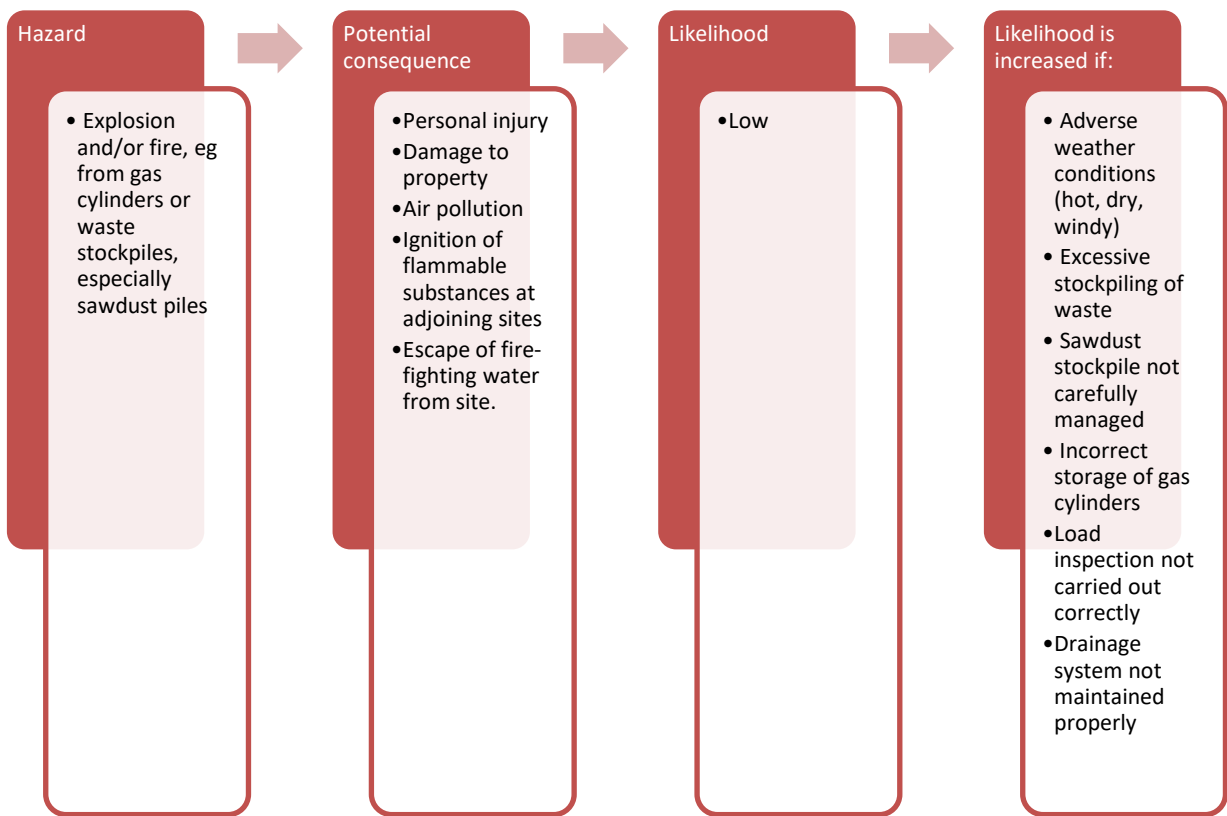 Hazard
• Explosion
and/or fire, eg
from gas
cylinders or
waste
stockpiles,
especially
sawdust piles
Potential
consequence
•Personal injury
•Damage to
property
•Air pollution
•Ignition of
flammable
substances at
adjoining sites
•Escape of fire-
fighting water
from site.
Likelihood
•Low
Likelihood is
increased if:
• Adverse
weather
conditions
(hot, dry,
windy)
• Excessive
stockpiling of
waste
• Sawdust
stockpile not
carefully
managed
• Incorrect
storage of gas
cylinders
•Load
inspection not
carried out
correctly
•Drainage
system not
maintained
properly